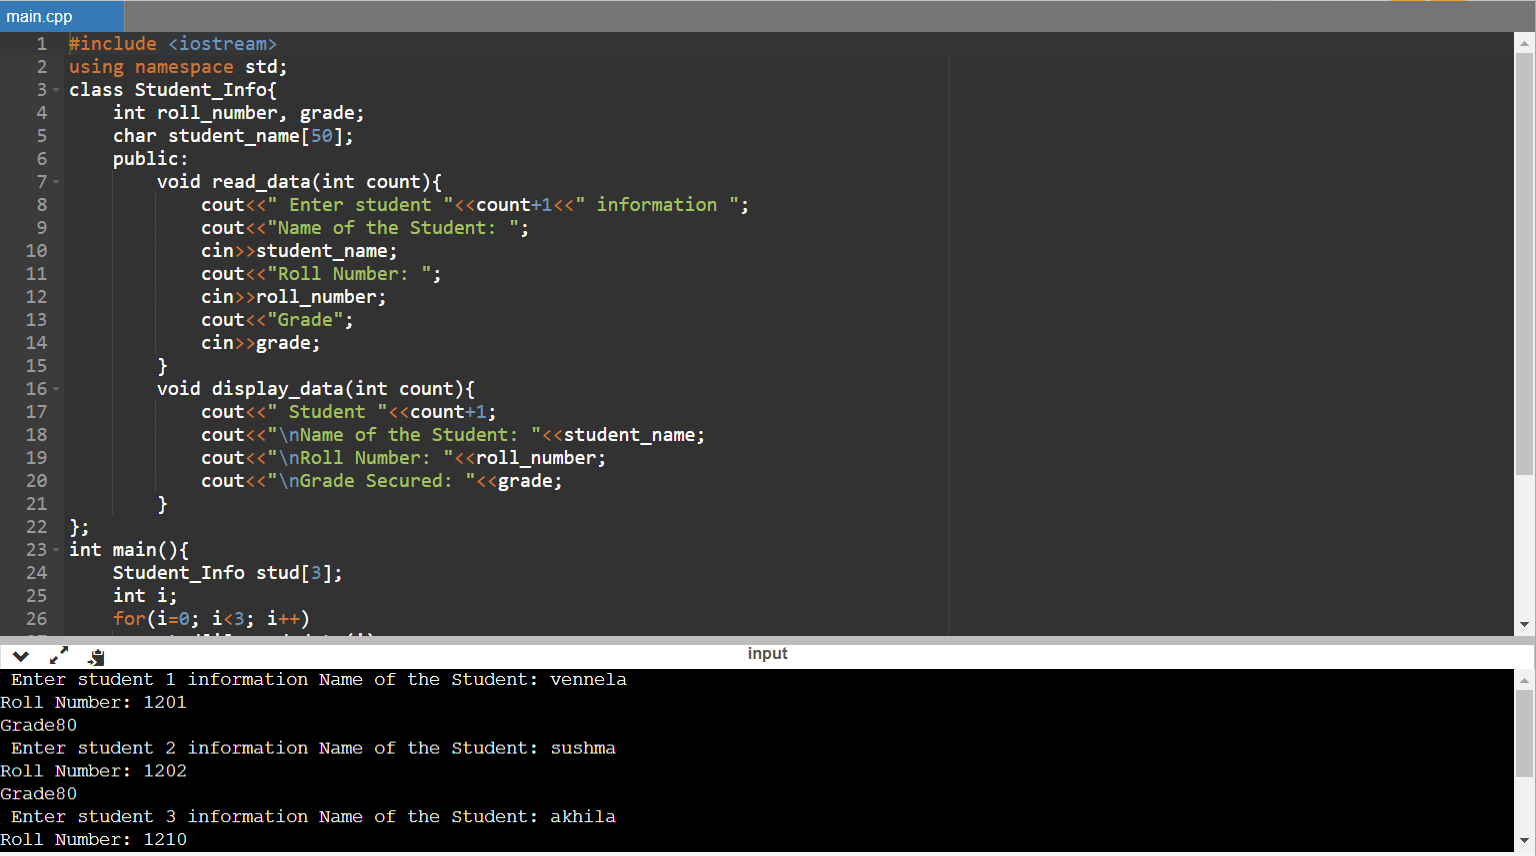 main.cpp
1 #include <iostream>
2 using namespace std;
3 class Student_Info{
4     int roll_number, grade;
5     char student_name[50];
6     public:
7         void read_data(int count){
8             cout<<" Enter student "<<count+1<<" information ";
9             cout<<"Name of the Student: ";
10             cin>>student_name;
11             cout<<"Roll Number: ";
12             cin>>roll_number;
13             cout<<"Grade";
14             cin>>grade;
15         }
16         void display_data(int count){
17             cout<<" Student "<<count+1;
18             cout<<"\nName of the Student: "<<student_name;
19             cout<<"\nRoll Number: "<<roll_number;
20             cout<<"\nGrade Secured: "<<grade;
21         }
22 };
23 int main(){
24     Student_Info stud[3];
25     int i;
26     for(i=0; i<3; i++)
input
 Enter student 1 information Name of the Student: vennela
Roll Number: 1201
Grade80
 Enter student 2 information Name of the Student: sushma
Roll Number: 1202
Grade80
 Enter student 3 information Name of the Student: akhila
Roll Number: 1210